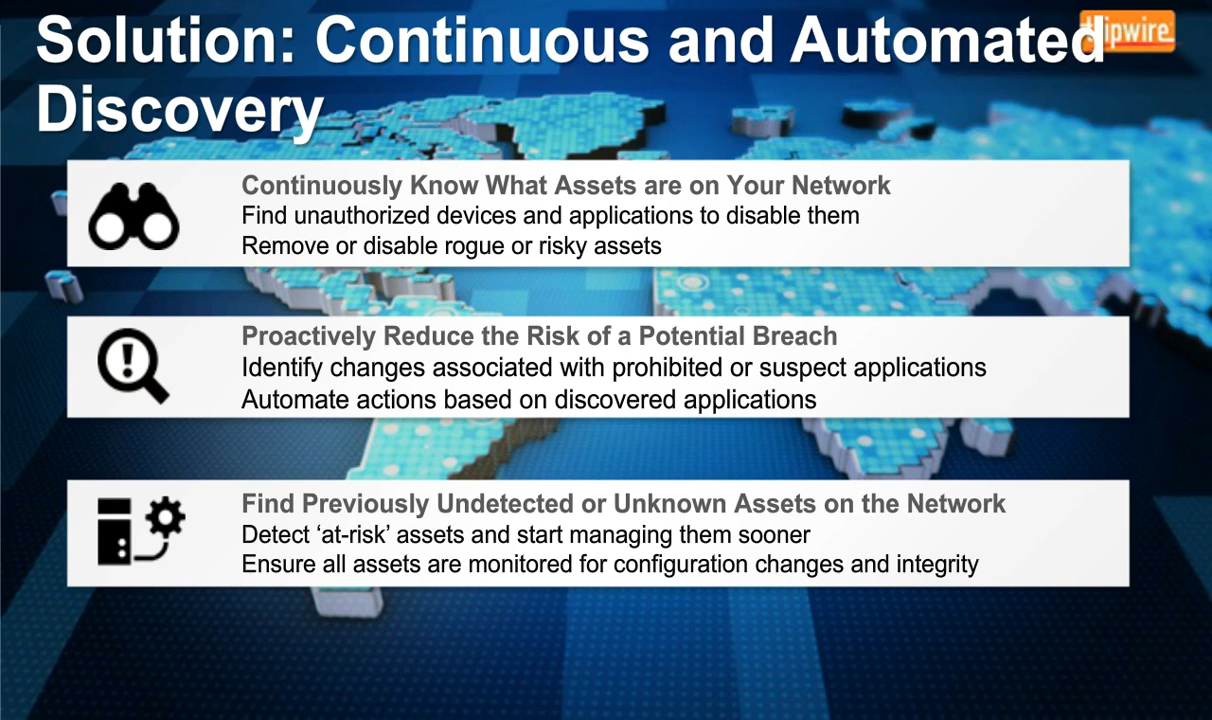 Solution: Continuous and Automated
Discovery
Continuously Know What Assets are on Your Network
Find unauthorized devices and applications to disable them
Remove or disable rogue or risky assets
Proactively Reduce the Risk of a Potential Breach
Identify changes associated with prohibited or suspect applications
Automate actions based on discovered applications
Find Previously Undetected or Unknown Assets on the Network
Detect ‘at-risk’ assets and start managing them sooner
Ensure all assets are monitored for configuration changes and integrity